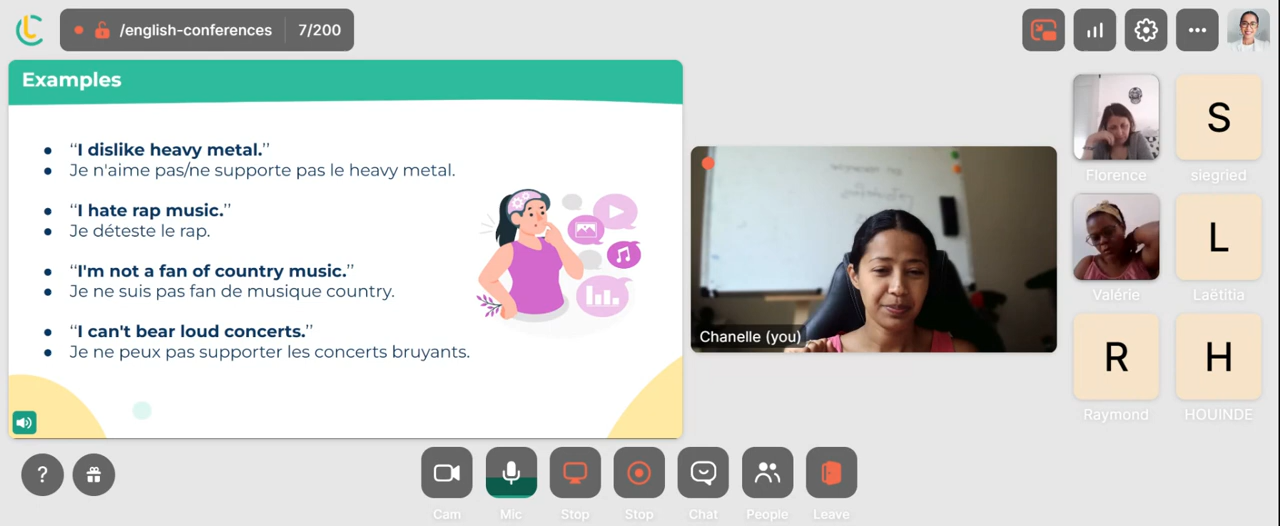 /english-conferences
7/200
Examples
“I dislike heavy metal.”
Je n'aime pas/ne supporte pas le heavy metal.
“I hate rap music.”
Je déteste le rap.
“I'm not a fan of country music.”
Je ne suis pas fan de musique country.
“I can't bear loud concerts.”
Je ne peux pas supporter les concerts bruyants.
Chanelle (you)
Florence
S
siegried
Valérie
L
Laëtitia
R
Raymond
H
HOUINDE
?
Cam
Mic
Stop
Stop
Chat
People
Leave